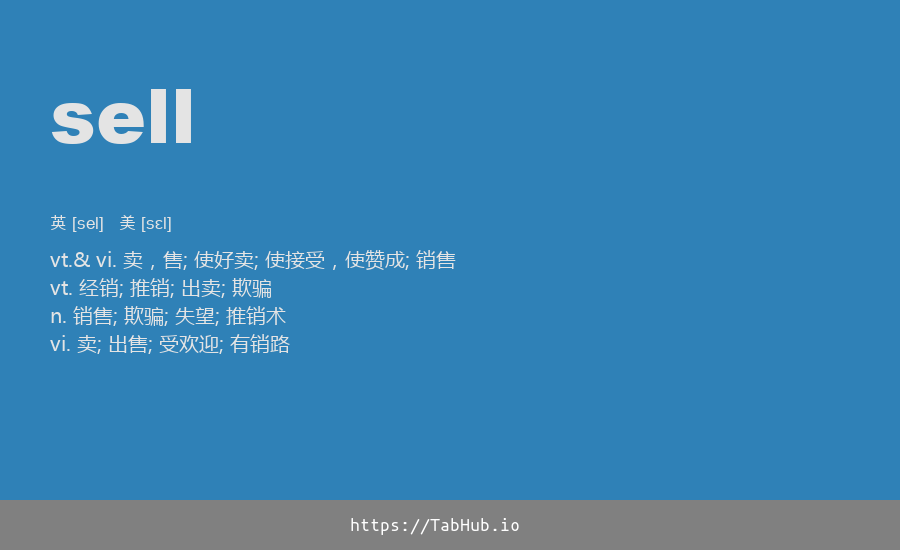 sell
英 [sel] 美 [sɛl]
vt.& vi. 卖，售; 使好卖; 使接受，使赞成; 销售
vt. 经销; 推销; 出卖; 欺骗
n. 销售; 欺骗; 失望; 推销术
vi. 卖; 出售; 受欢迎; 有销路
https://TabHub.io